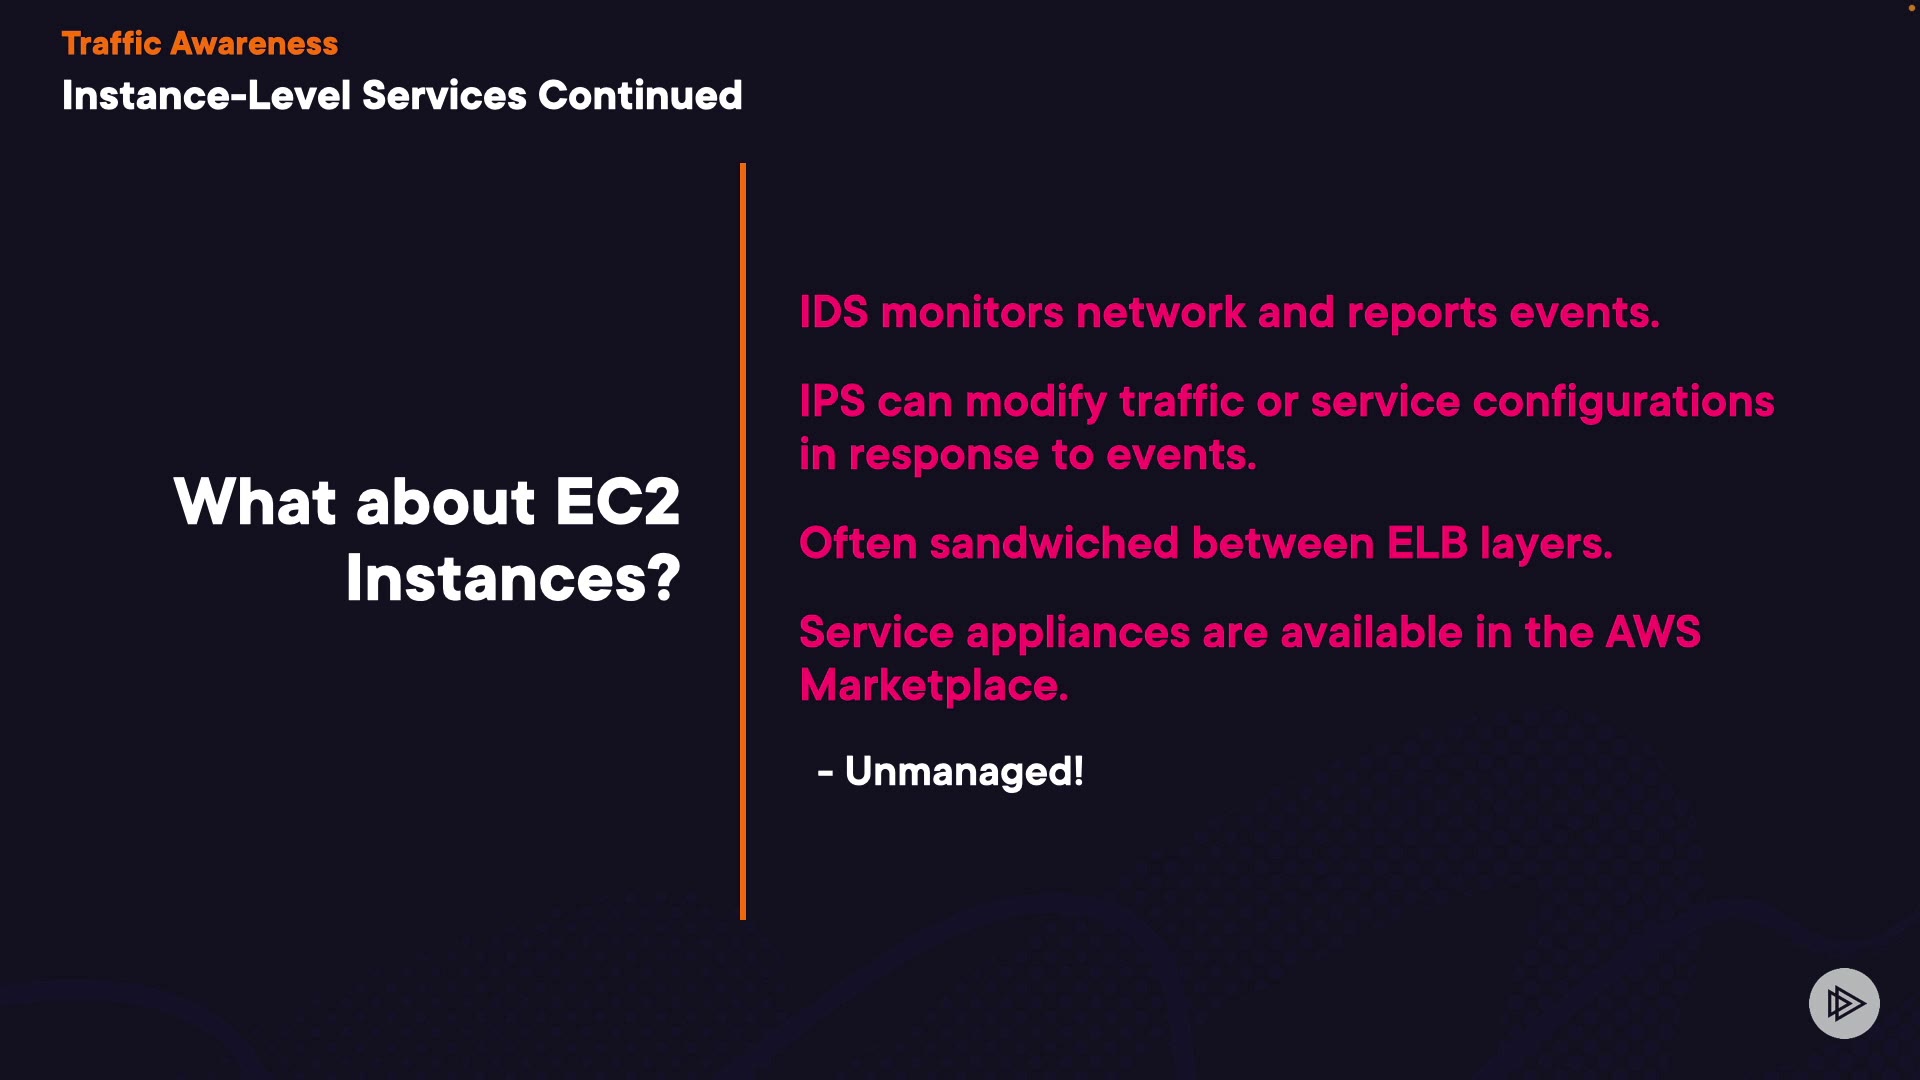 Traffic Awareness
Instance-Level Services Continued
What about EC2
Instances?
IDS monitors network and reports events.
IPS can modify traffic or service configurations
in response to events.
Often sandwiched between ELB layers.
Service appliances are available in the AWS
Marketplace.
- Unmanaged!